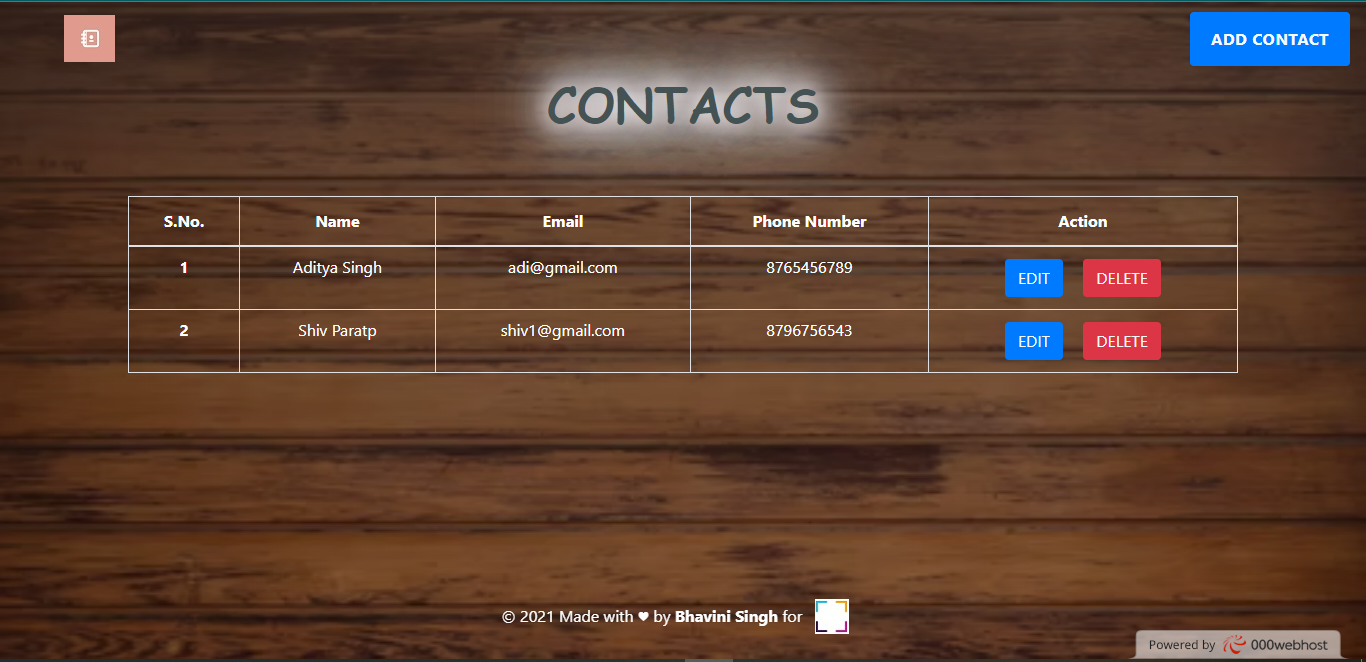 ADD CONTACT
CONTACTS
S.No. Name Email Phone Number Action
1 Aditya Singh adi@gmail.com 8765456789 EDIT DELETE
2 Shiv Paratp shiv1@gmail.com 8796756543 EDIT DELETE
© 2021 Made with ♥ by Bhavini Singh for
Powered by 000webhost